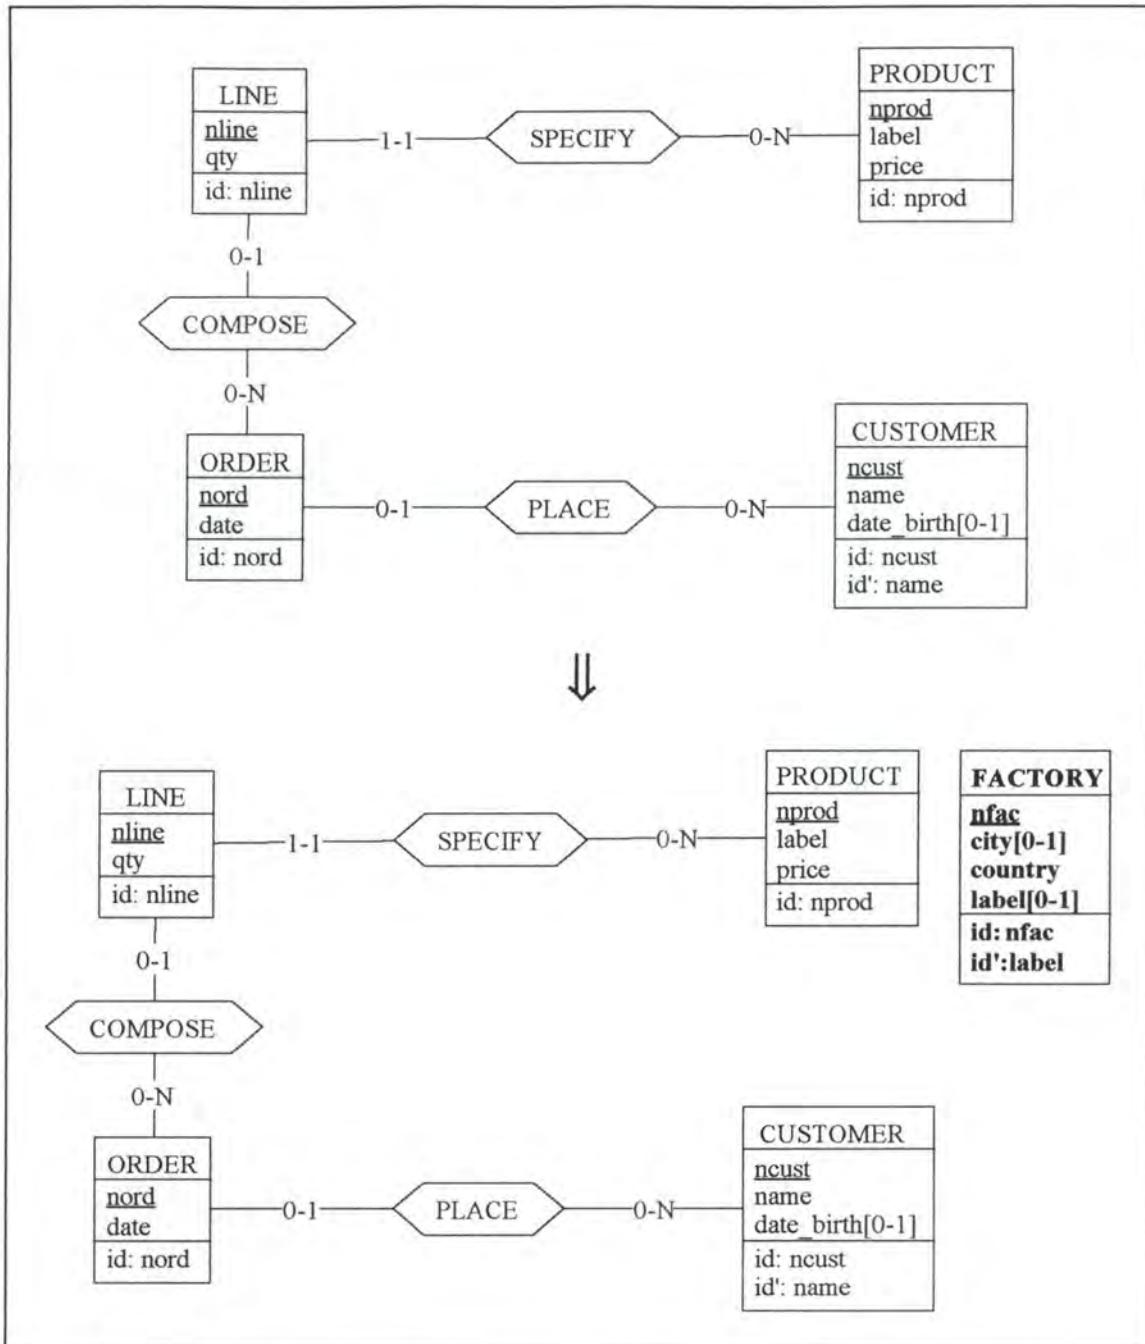 LINE
nline
qty
id: nline
1-1
SPECIFY
0-N
PRODUCT
nprod
label
price
id: nprod
0-1
COMPOSE
0-N
ORDER
nord
date
id: nord
0-1
PLACE
0-N
CUSTOMER
ncust
name
date_birth[0-1]
id: ncust
id': name
⇓
LINE
nline
qty
id: nline
1-1
SPECIFY
0-N
PRODUCT
nprod
label
price
id: nprod
FACTORY
nfac
city[0-1]
country
label[0-1]
id: nfac
id':label
0-1
COMPOSE
0-N
ORDER
nord
date
id: nord
0-1
PLACE
0-N
CUSTOMER
ncust
name
date_birth[0-1]
id: ncust
id': name